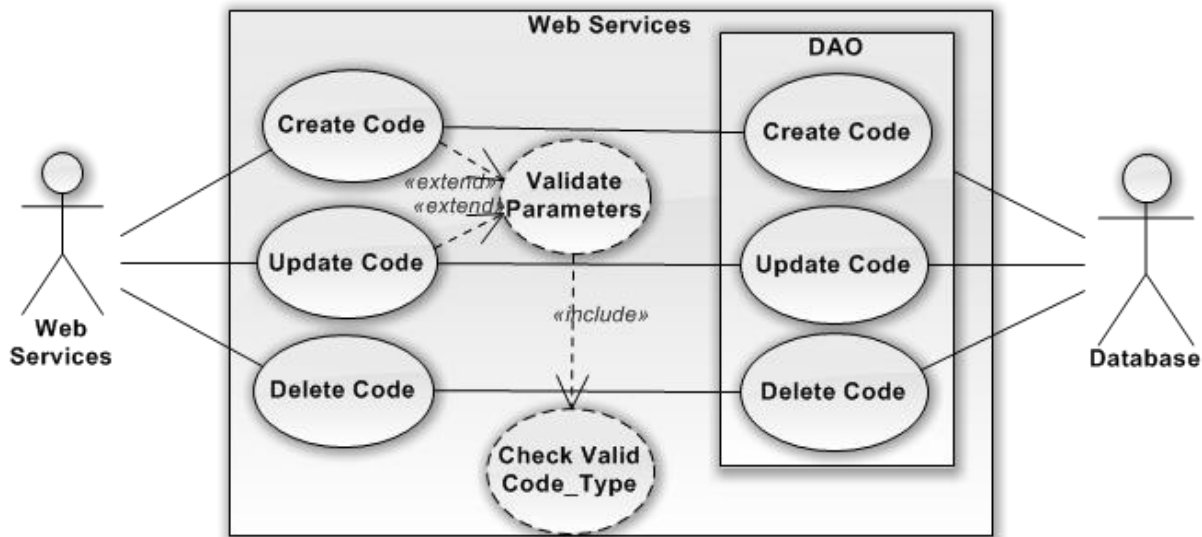 Web Services
DAO
Create Code
Create Code
«extend»
Validate
Parameters
«extend»
Update Code
Update Code
«include»
Web
Services
Database
Delete Code
Delete Code
Check Valid
Code_Type